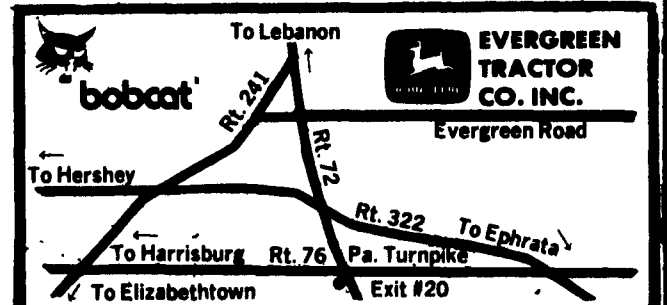 To Lebanon
bobcat
EVERGREEN
TRACTOR
CO. INC.
Rt. 241
Evergreen Road
Rt. 72
To Hershey
Rt. 322
To Ephrata
To Harrisburg
Rt. 76
Pa. Turnpike
To Elizabethtown
Exit #20